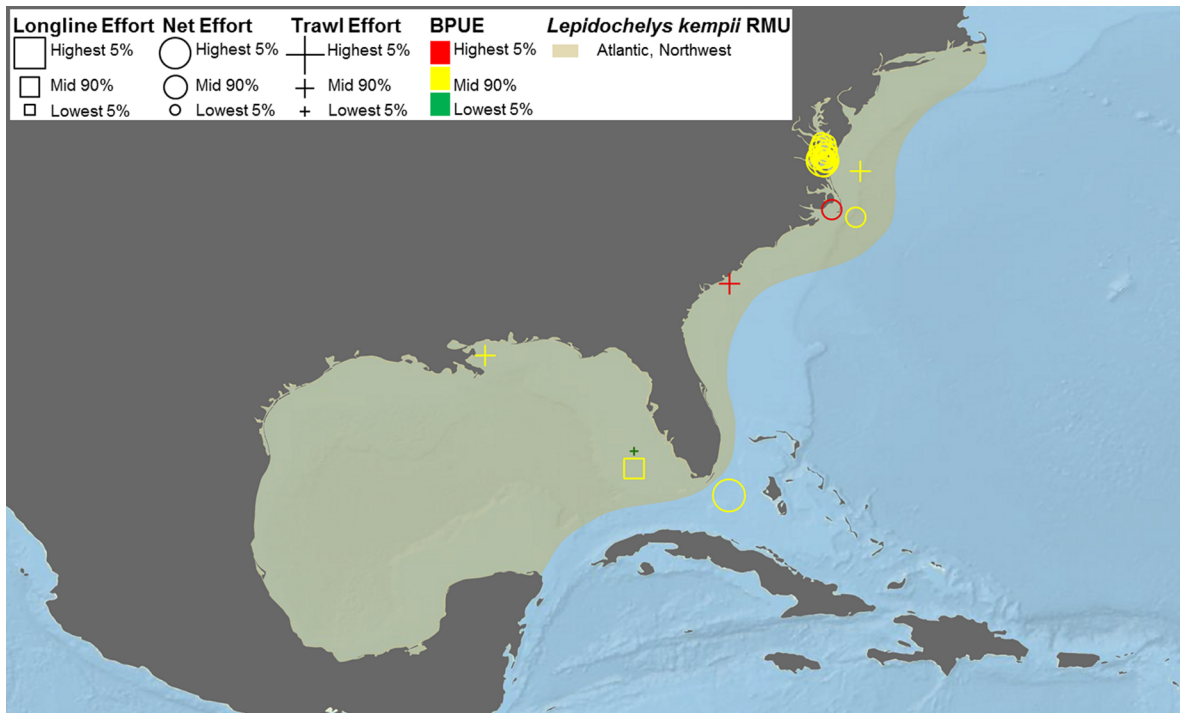 Longline Effort Net Effort Trawl Effort BPUE Lepidochelys kempii RMU
Highest 5% Highest 5% Highest 5% Highest 5% Atlantic, Northwest
Mid 90% Mid 90% Mid 90% Mid 90%
Lowest 5% Lowest 5% Lowest 5% Lowest 5%